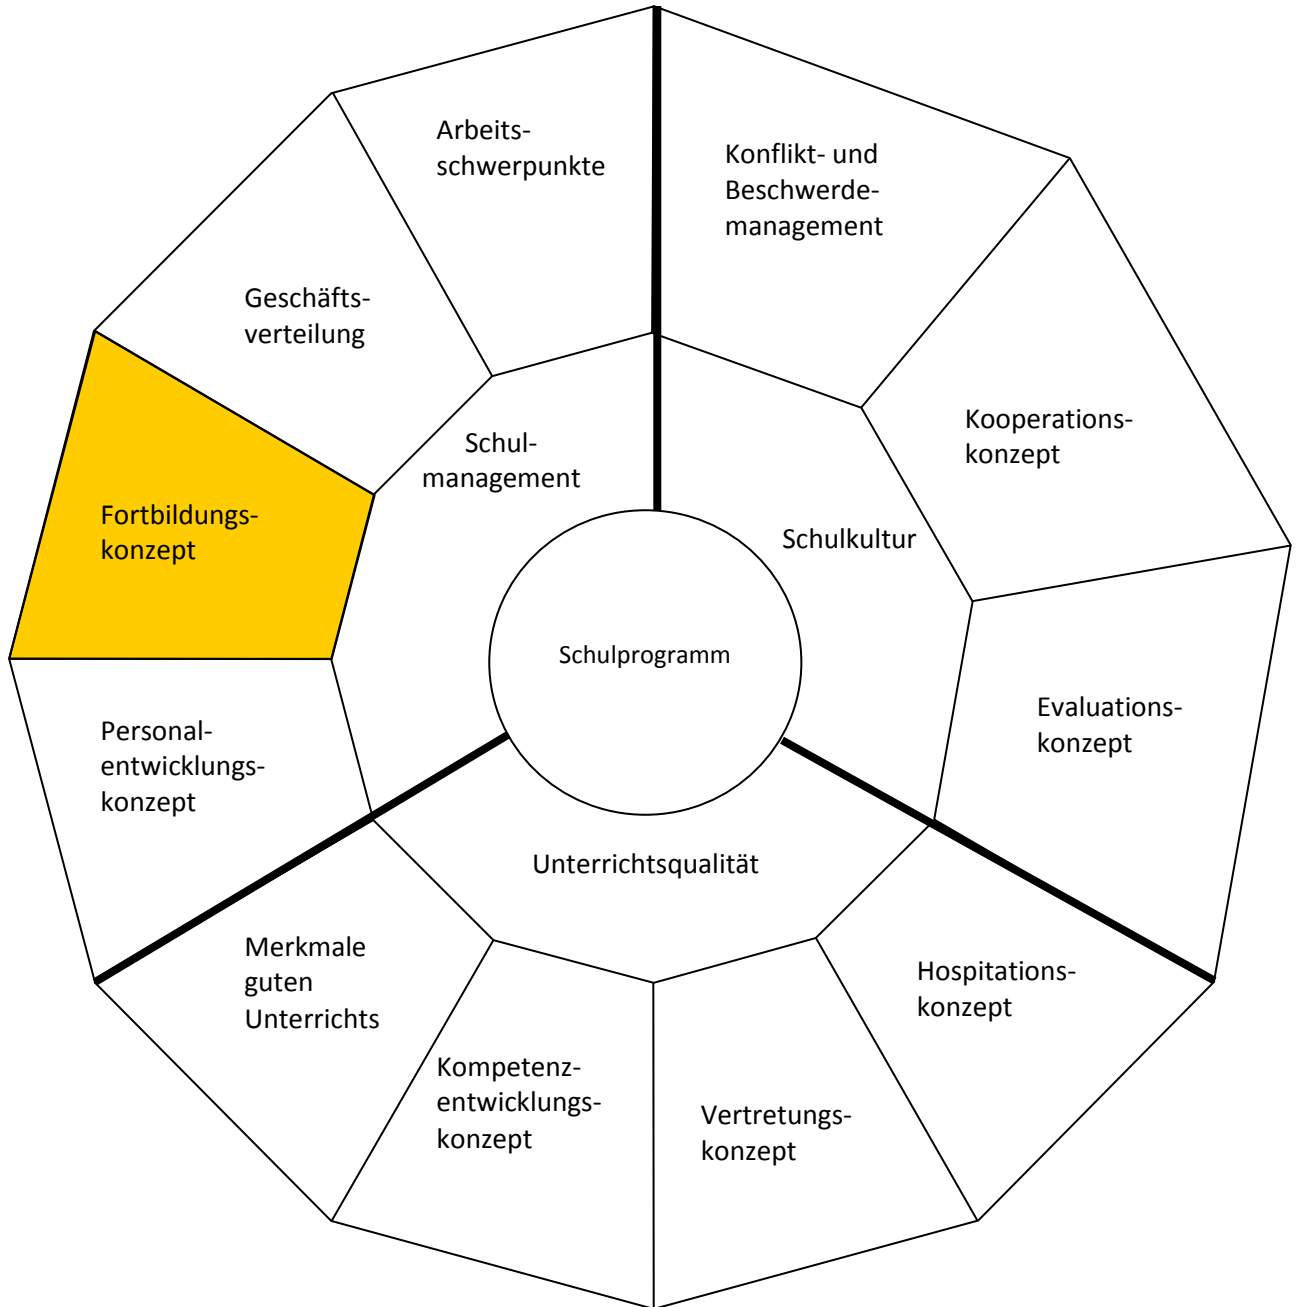 Arbeits-
schwerpunkte
Konflikt- und
Beschwerde-
management
Geschäfts-
verteilung
Kooperations-
konzept
Schul-
management
Fortbildungs-
konzept
Schulkultur
Schulprogramm
Personal-
entwicklungs-
konzept
Evaluations-
konzept
Unterrichtsqualität
Merkmale
guten
Unterrichts
Hospitations-
konzept
Kompetenz-
entwicklungs-
konzept
Vertretungs-
konzept